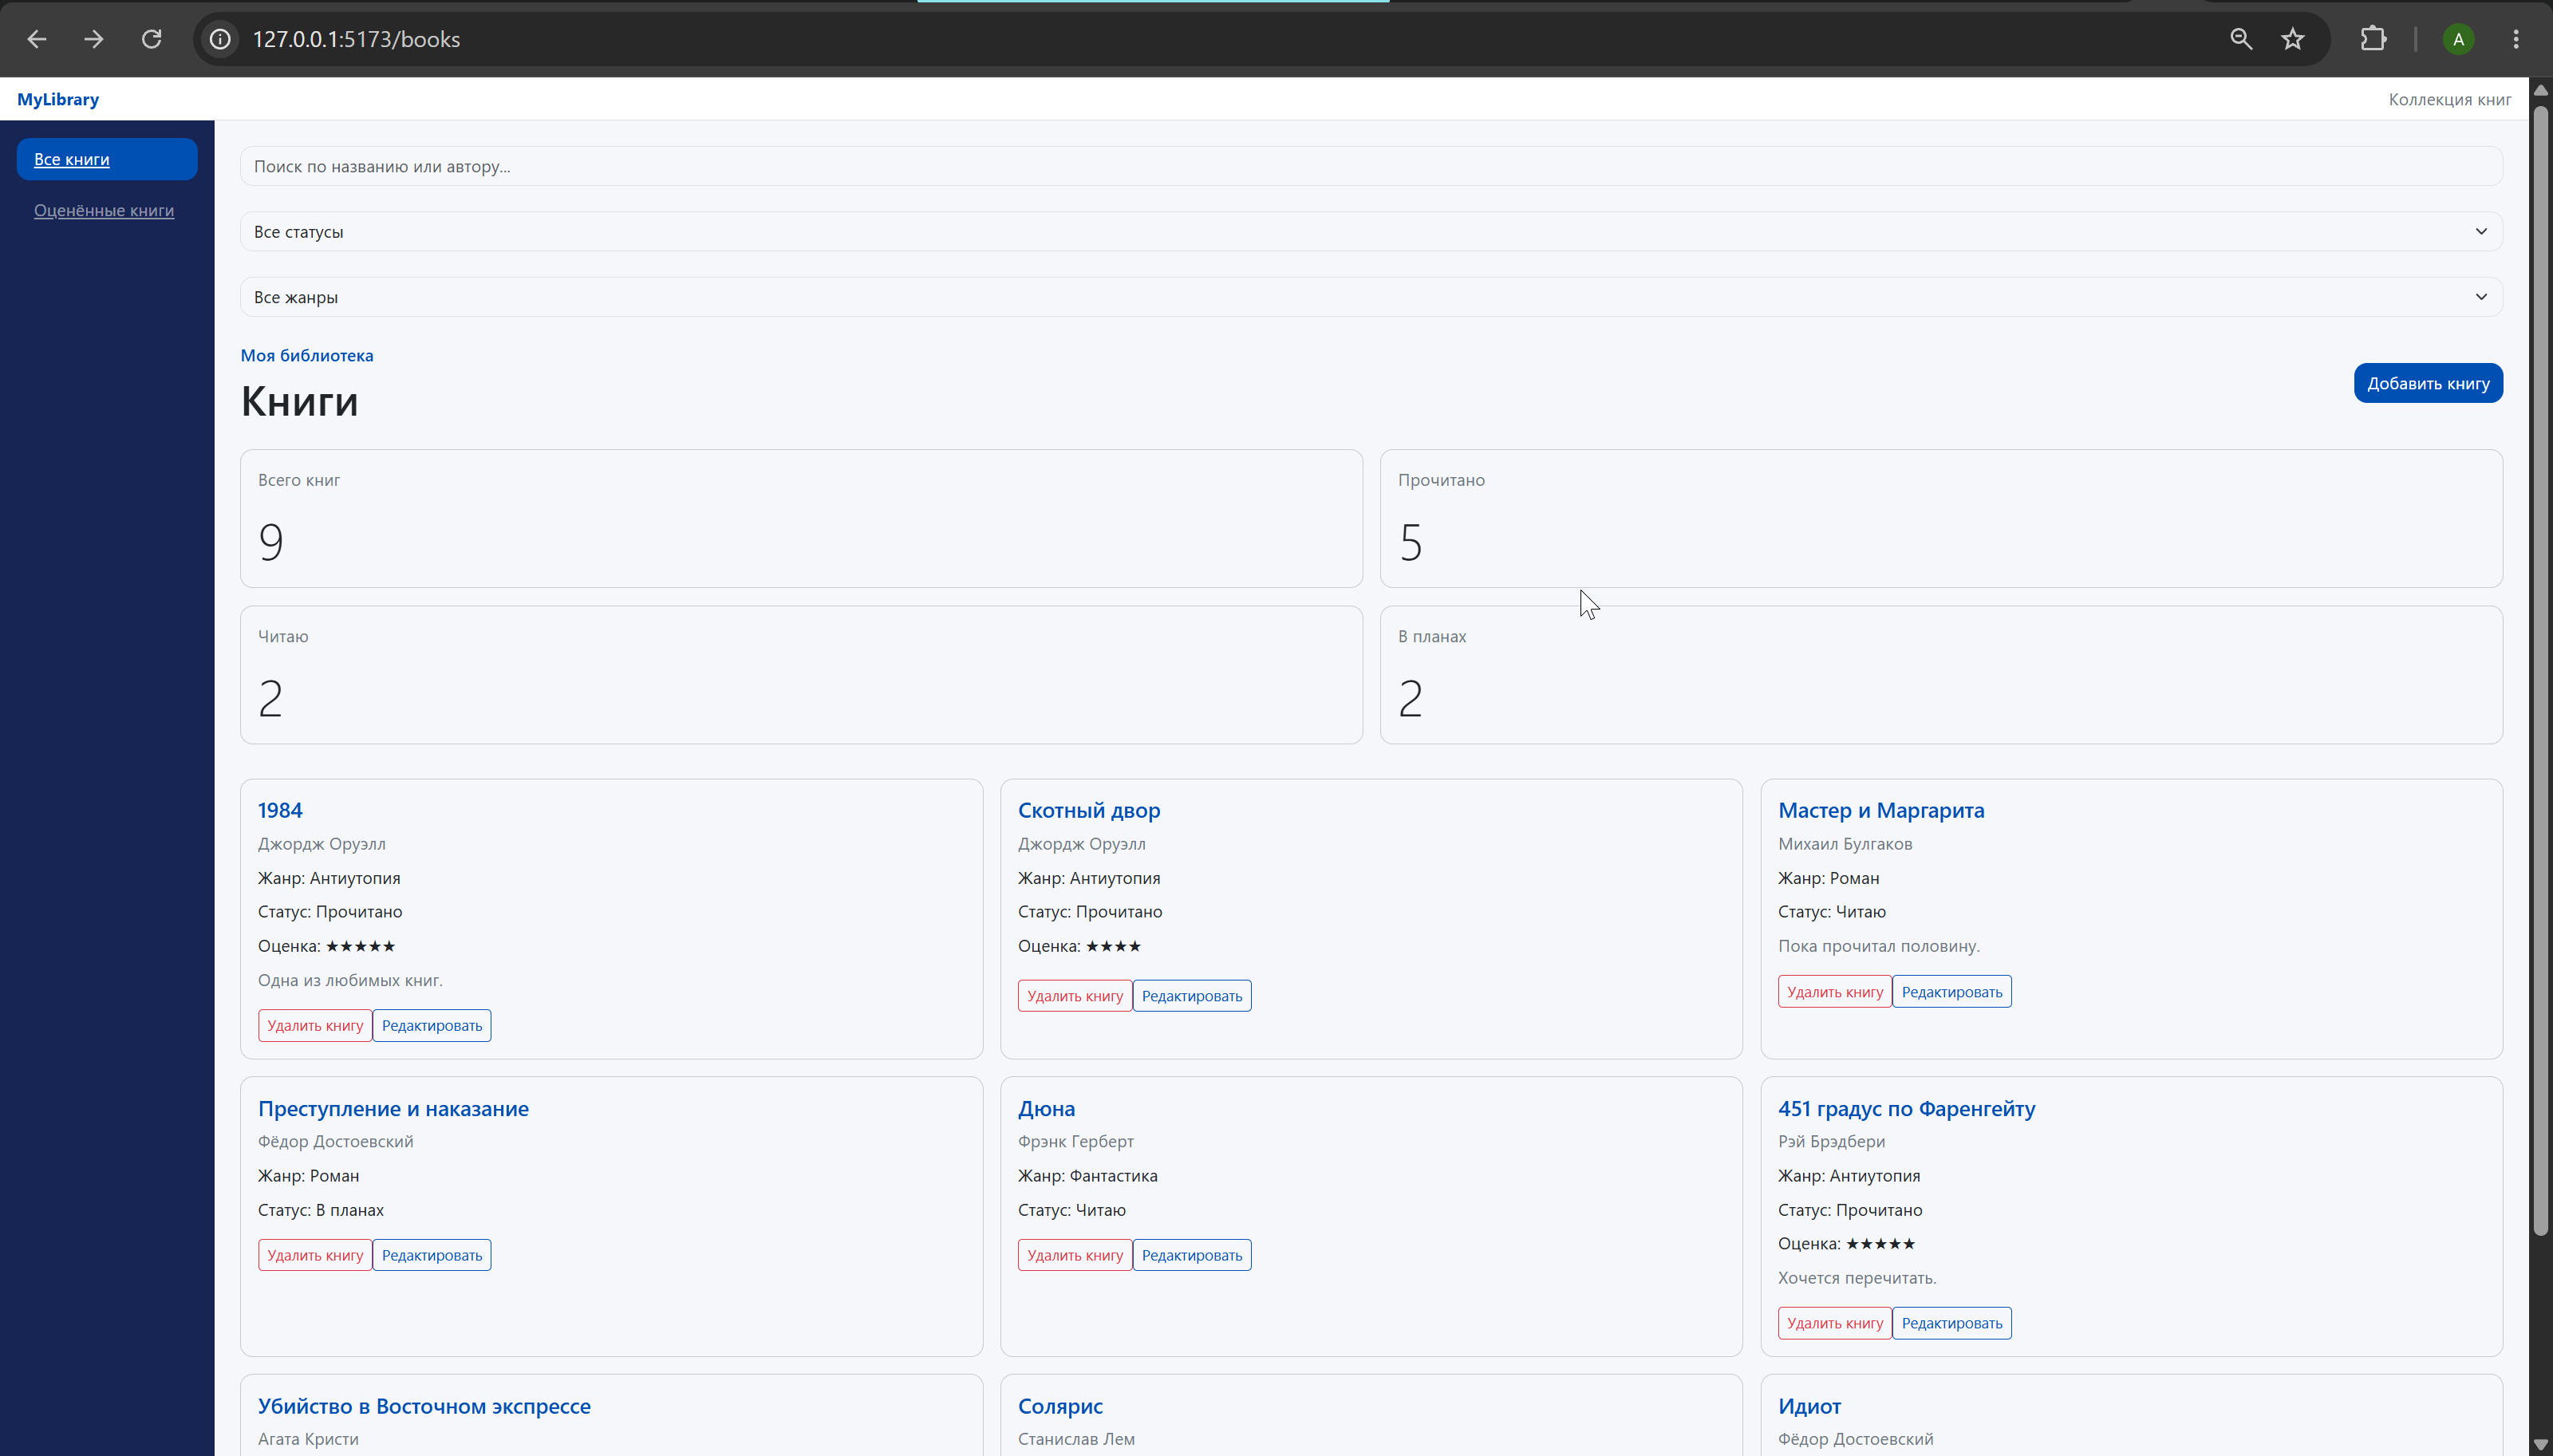 127.0.0.1:5173/books
A
MyLibrary
Коллекция книг
Все книги
Оценённые книги
Поиск по названию или автору...
Все статусы
Все жанры
Моя библиотека
Книги
Добавить книгу
Всего книг
9
Прочитано
5
Читаю
2
В планах
2
1984
Джордж Оруэлл
Жанр: Антиутопия
Статус: Прочитано
Оценка: ★★★★★
Одна из любимых книг.
Удалить книгу
Редактировать
Скотный двор
Джордж Оруэлл
Жанр: Антиутопия
Статус: Прочитано
Оценка: ★★★★
Удалить книгу
Редактировать
Мастер и Маргарита
Михаил Булгаков
Жанр: Роман
Статус: Читаю
Пока прочитал половину.
Удалить книгу
Редактировать
Преступление и наказание
Фёдор Достоевский
Жанр: Роман
Статус: В планах
Удалить книгу
Редактировать
Дюна
Фрэнк Герберт
Жанр: Фантастика
Статус: Читаю
Удалить книгу
Редактировать
451 градус по Фаренгейту
Рэй Брэдбери
Жанр: Антиутопия
Статус: Прочитано
Оценка: ★★★★★
Хочется перечитать.
Удалить книгу
Редактировать
Убийство в Восточном экспрессе
Агата Кристи
Солярис
Станислав Лем
Идиот
Фёдор Достоевский